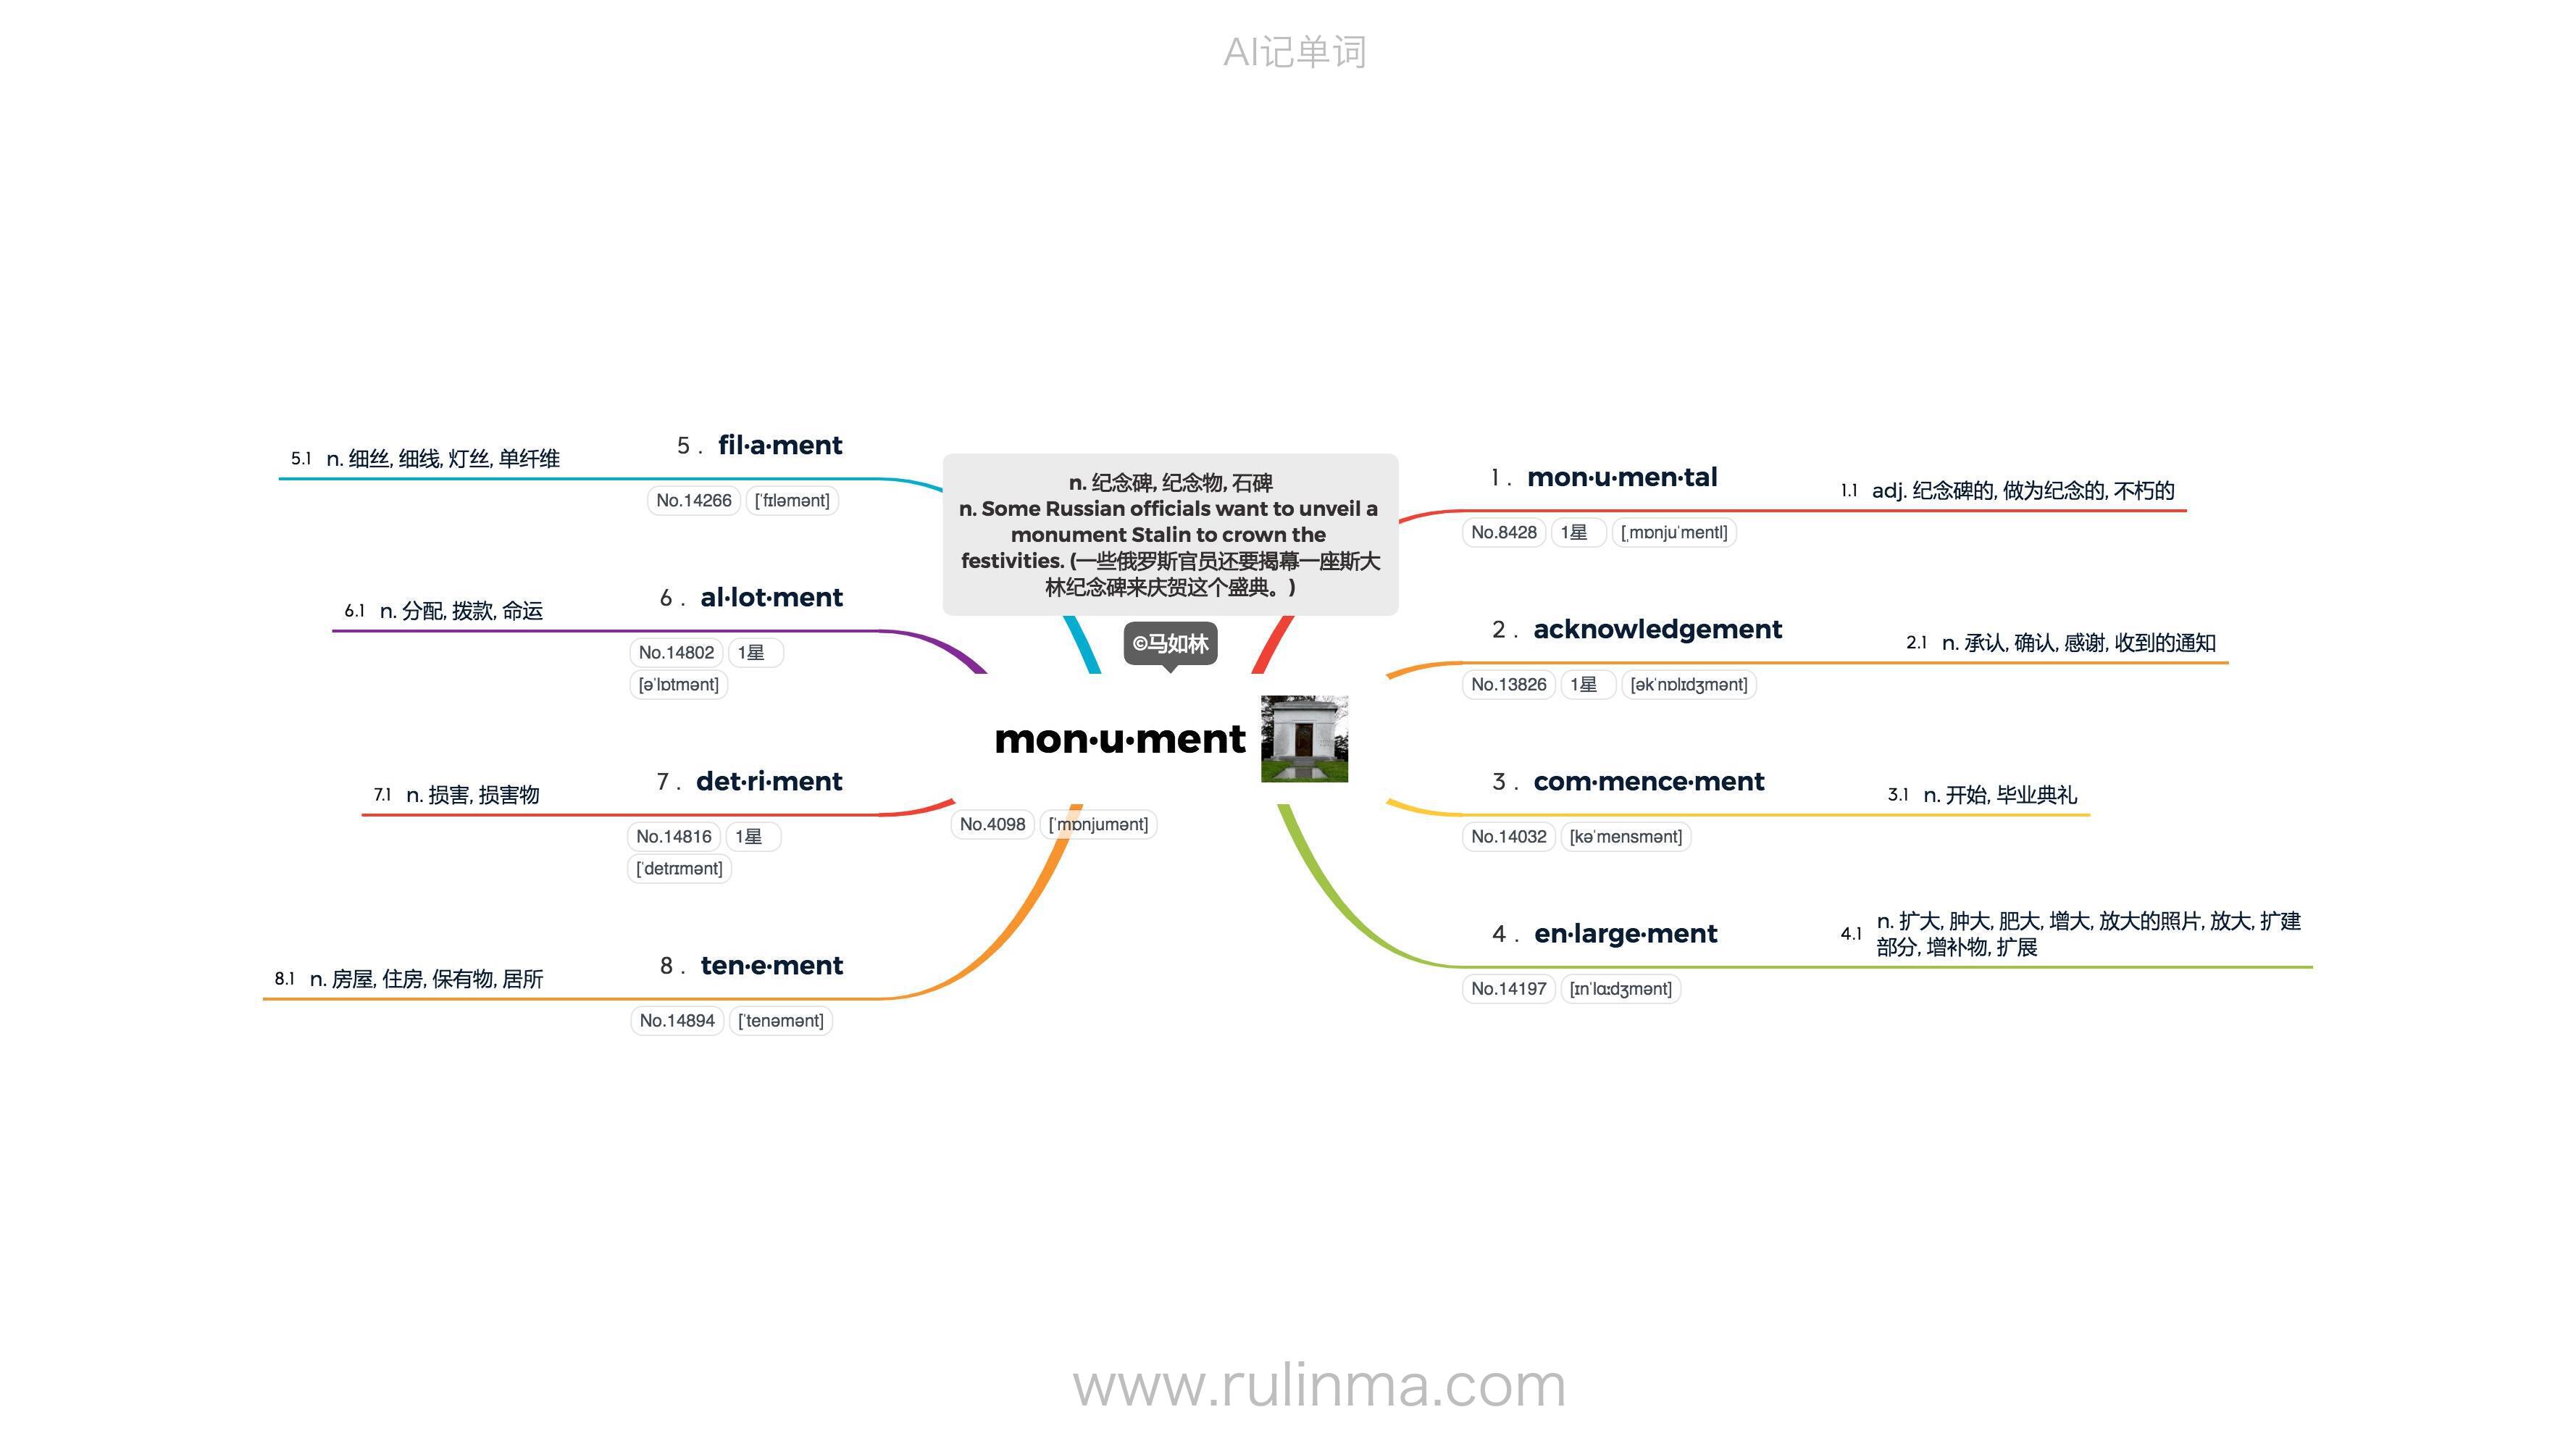 AI记单词
n. 纪念碑, 纪念物, 石碑
n. Some Russian officials want to unveil a
monument Stalin to crown the
festivities. (一些俄罗斯官员还要揭幕一座斯大
林纪念碑来庆贺这个盛典。)
©马如林
mon·u·ment
No.4098 [ˈmɒnjumənt]
1 . mon·u·men·tal
No.8428 1星 [ˌmɒnjuˈmentl]
1.1 adj. 纪念碑的, 做为纪念的, 不朽的
2 . acknowledgement
No.13826 1星 [əkˈnɒlɪdʒmənt]
2.1 n. 承认, 确认, 感谢, 收到的通知
3 . com·mence·ment
No.14032 [kəˈmensmənt]
3.1 n. 开始, 毕业典礼
4 . en·large·ment
No.14197 [ɪnˈlɑːdʒmənt]
4.1 n. 扩大, 肿大, 肥大, 增大, 放大的照片, 放大, 扩建
部分, 增补物, 扩展
5 . fil·a·ment
No.14266 [ˈfɪləmənt]
5.1 n. 细丝, 细线, 灯丝, 单纤维
6 . al·lot·ment
No.14802 1星
[əˈlɒtmənt]
6.1 n. 分配, 拨款, 命运
7 . det·ri·ment
No.14816 1星
[ˈdetrɪmənt]
7.1 n. 损害, 损害物
8 . ten·e·ment
No.14894 [ˈtenəmənt]
8.1 n. 房屋, 住房, 保有物, 居所
www.rulinma.com